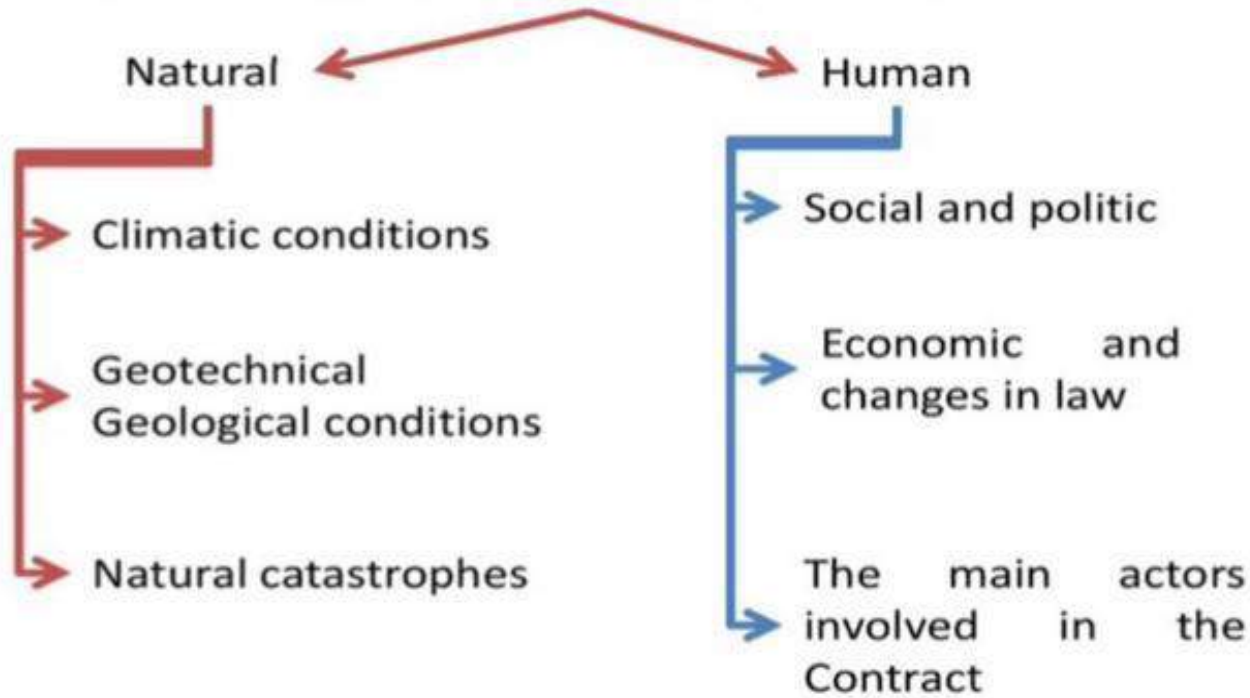 Natural
Human
Climatic conditions
Geotechnical
Geological conditions
Natural catastrophes
Social and politic
Economic and
changes in law
The main actors
involved in the
Contract